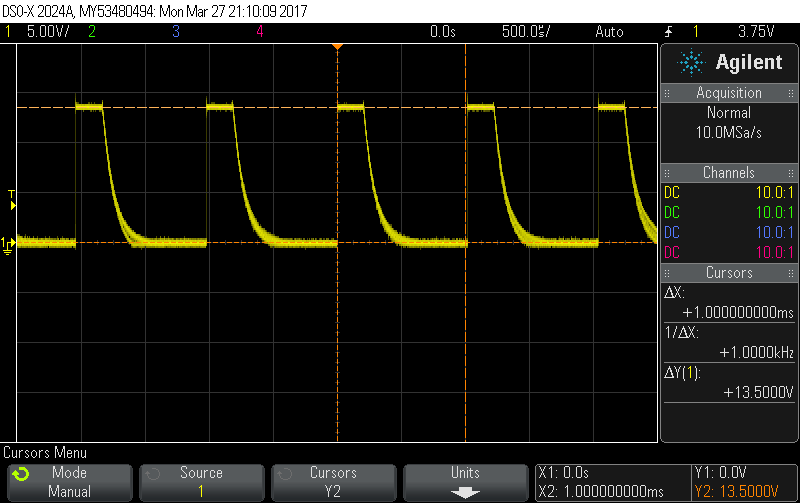 DSO-X 2024A, MY53480494: Mon Mar 27 21:10:09 2017
1 5.00V/ 2 3 4 0.0s 500.0µs/ Auto 1 3.75V
Agilent
Acquisition
Normal
10.0MSa/s
Channels
DC 10.0:1
DC 10.0:1
DC 10.0:1
DC 10.0:1
Cursors
ΔX:
+1.000000000ms
1/ΔX:
+1.0000kHz
ΔY(1):
+13.5000V
T
1
Cursors Menu
Mode
Manual
Source
1
Cursors
Y2
Units
X1: 0.0s
X2: 1.000000000ms
Y1: 0.0V
Y2: 13.5000V